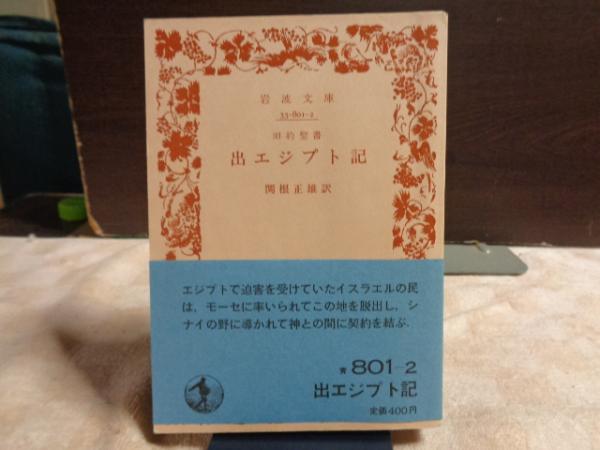 岩波文庫
33-801-2
旧約聖書
出エジプト記
関根正雄訳
エジプトで迫害を受けていたイスラエルの民
は，モーセに率いられてこの地を脱出し，シ
ナイの野に導かれて神との間に契約を結ぶ．
青 801-2
出エジプト記
定価400円